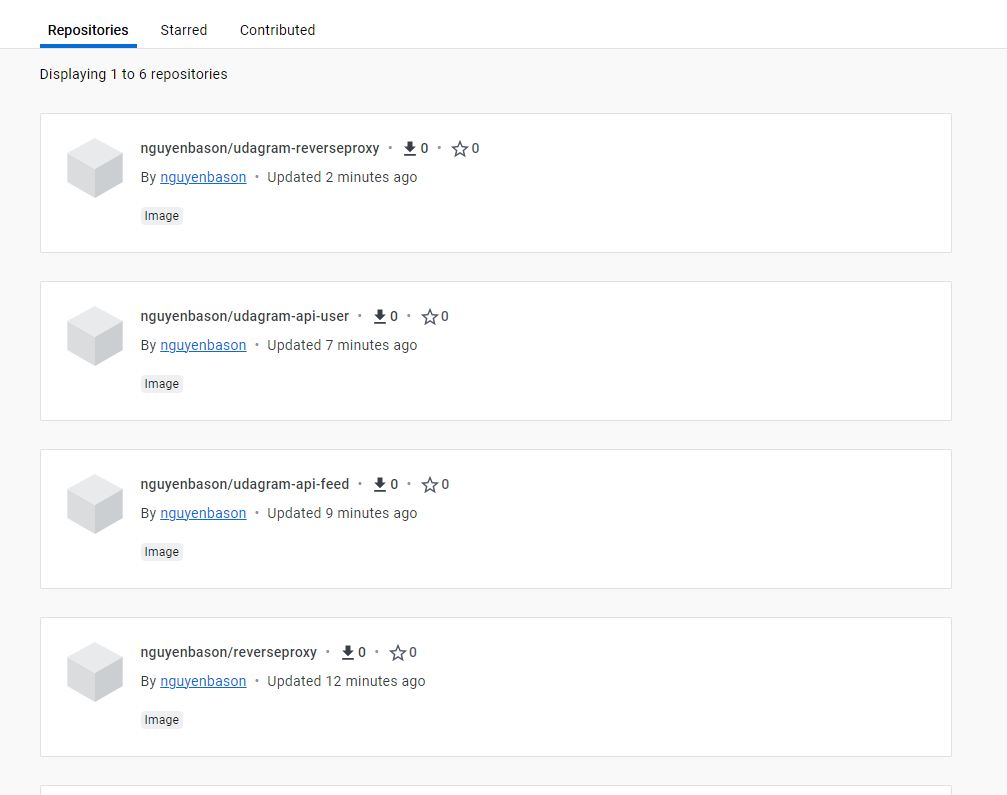 Repositories Starred Contributed
Displaying 1 to 6 repositories
nguyenbason/udagram-reverseproxy • 0 • 0
By nguyenbason • Updated 2 minutes ago
Image
nguyenbason/udagram-api-user • 0 • 0
By nguyenbason • Updated 7 minutes ago
Image
nguyenbason/udagram-api-feed • 0 • 0
By nguyenbason • Updated 9 minutes ago
Image
nguyenbason/reverseproxy • 0 • 0
By nguyenbason • Updated 12 minutes ago
Image